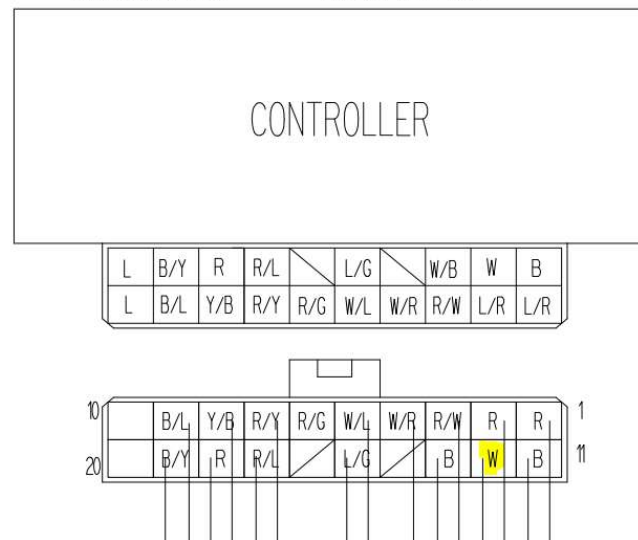 CONTROLLER
L B/Y R R/L L/G W/B W B
L B/L Y/B R/Y R/G W/L W/R R/W L/R L/R
10 B/L Y/B R/Y R/G W/L W/R R/W R R 1
20 B/Y R R/L L/G B W B 11